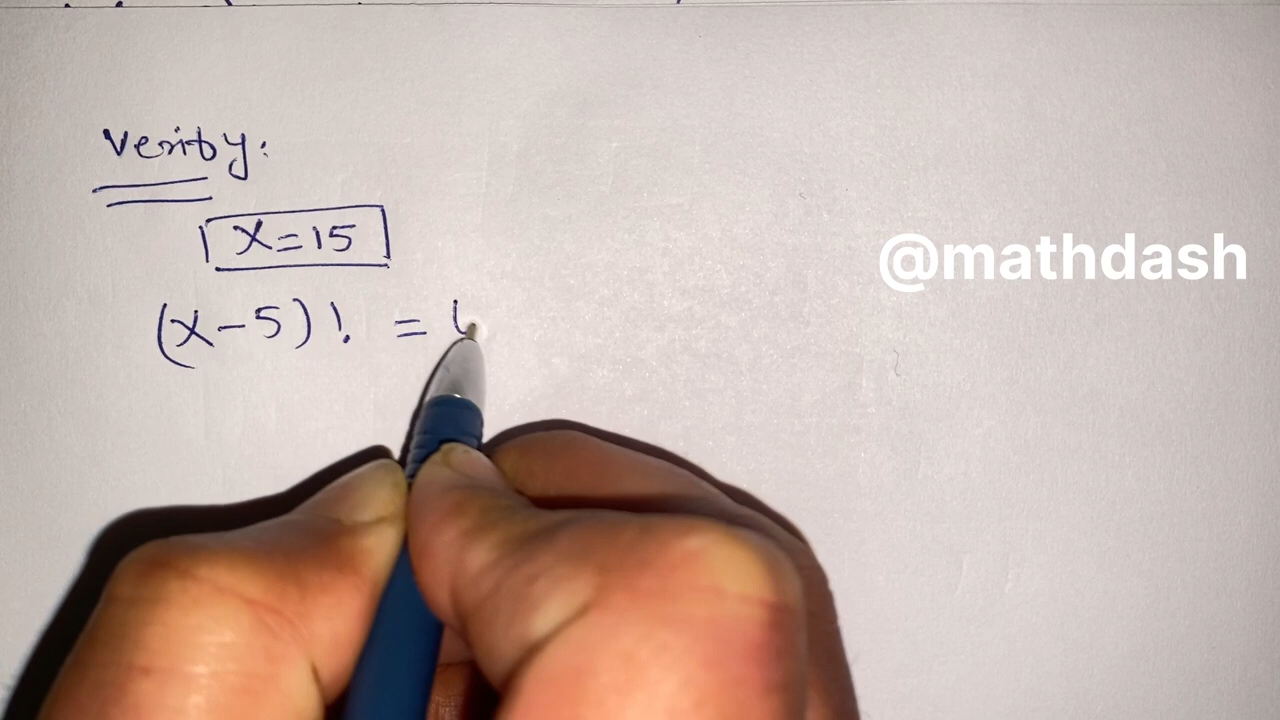 Verify:
x=15
@mathdash
(x-5)! =